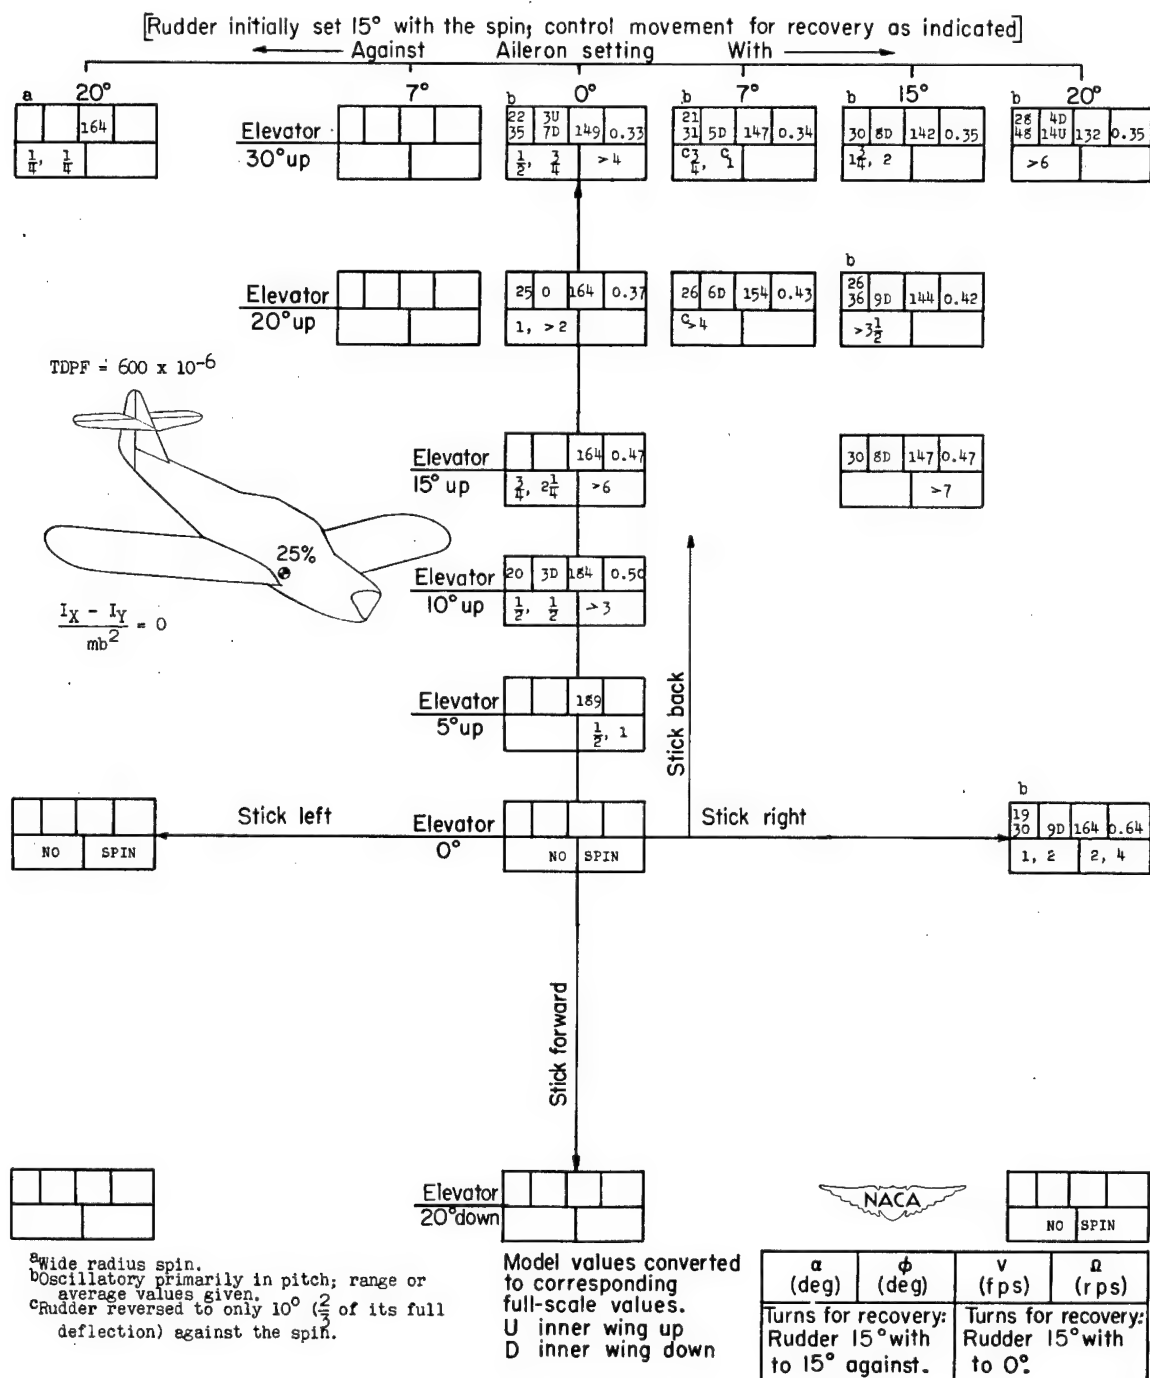 [Rudder initially set 15° with the spin; control movement for recovery as indicated]
Against Aileron setting With
20° 7° 0° 7° 15° 20°
a
164
1/4, 1/4
Elevator
30° up
b
22 35 3U 7D 149 0.33
1/2, 3/4 >4
b
21 31 5D 147 0.34
c3/4, c1
b
30 8D 142 0.35
1 3/4, 2
b
28 48 4D 14U 132 0.35
>6
Elevator
20° up
25 0 164 0.37
1, >2
26 6D 154 0.43
c>4
b
26 36 9D 144 0.42
>3 1/2
TDPF = 600 x 10-6
Elevator
15° up
164 0.47
3/4, 2 1/4 >6
30 8D 147 0.47
>7
25%
Ix - Iy
mb2 = 0
Elevator
10° up
20 3D 184 0.50
1/2, 1/2 >3
Elevator
5° up
189
1/2, 1
Stick back
Stick left
NO SPIN
Elevator
0°
NO SPIN
Stick right
b
19 30 9D 164 0.64
1, 2 2, 4
Stick forward
Elevator
20° down
NACA
NO SPIN
aWide radius spin.
bOscillatory primarily in pitch; range or
average values given.
cRudder reversed to only 10° (2/3 of its full
deflection) against the spin.
Model values converted
to corresponding
full-scale values.
U inner wing up
D inner wing down
α (deg) ϕ (deg) V (fps) Ω (rps)
Turns for recovery:
Rudder 15° with
to 15° against.
Turns for recovery:
Rudder 15° with
to 0°.